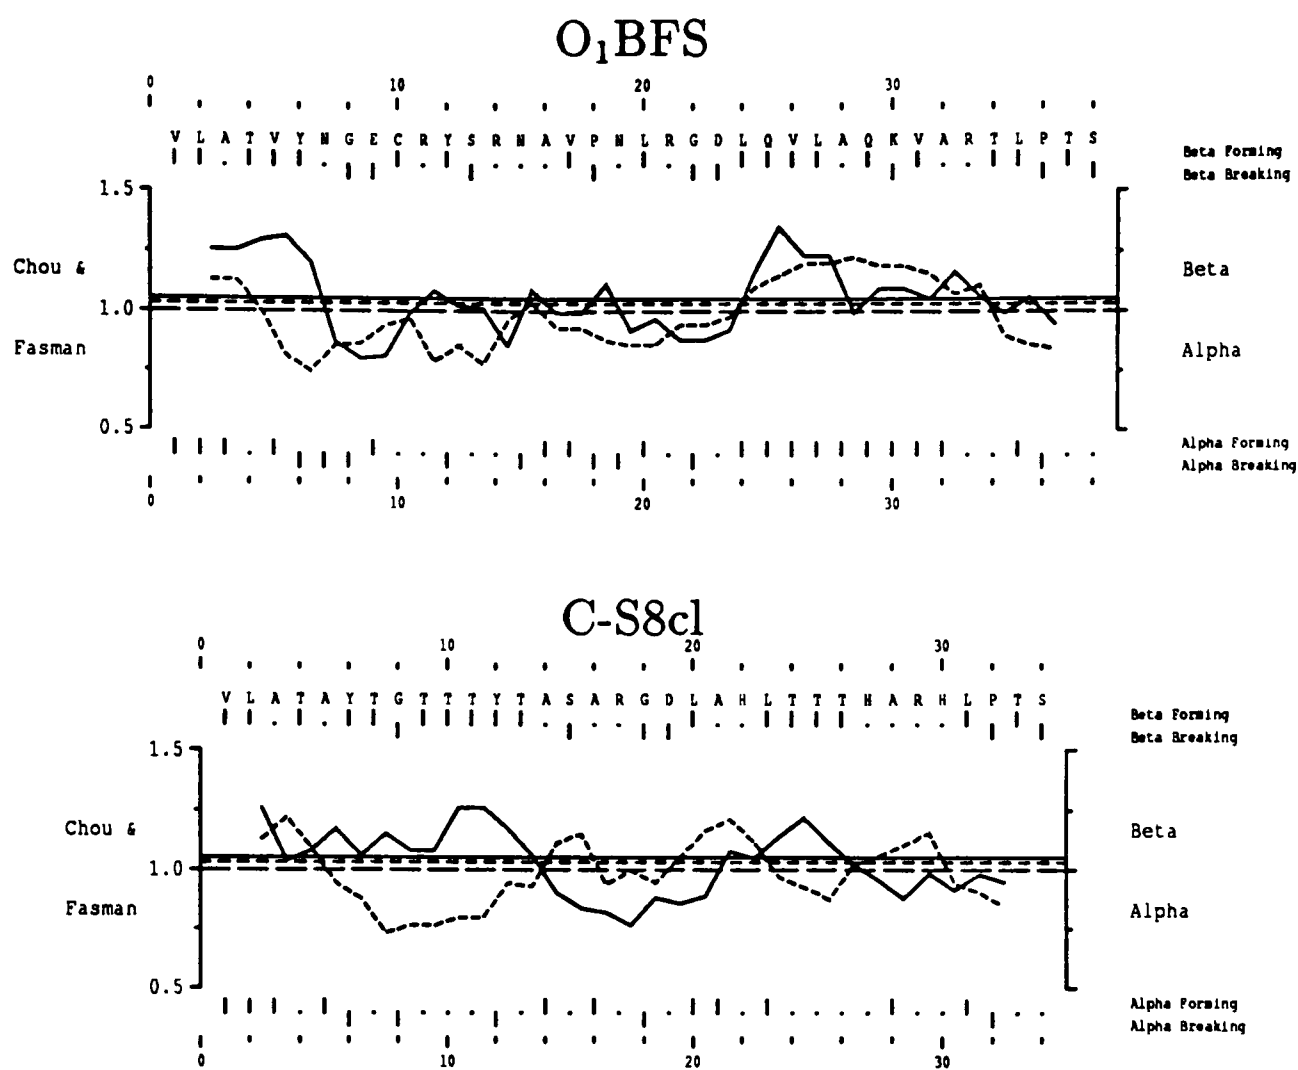 O₁BFS
0 10 20 30
V L A T V Y N G E C R Y S R N A V P N L R G D L Q V L A Q K V A R T L P T S
Beta Forming
Beta Breaking
1.5
Chou &
Beta
1.0
Fasman
Alpha
0.5
Alpha Forming
Alpha Breaking
0 10 20 30
C-S8cl
0 10 20 30
V L A T A Y T G T T T Y T A S A R G D L A H L T T T H A R H L P T S
Beta Forming
Beta Breaking
1.5
Chou &
Beta
1.0
Fasman
Alpha
0.5
Alpha Forming
Alpha Breaking
0 10 20 30